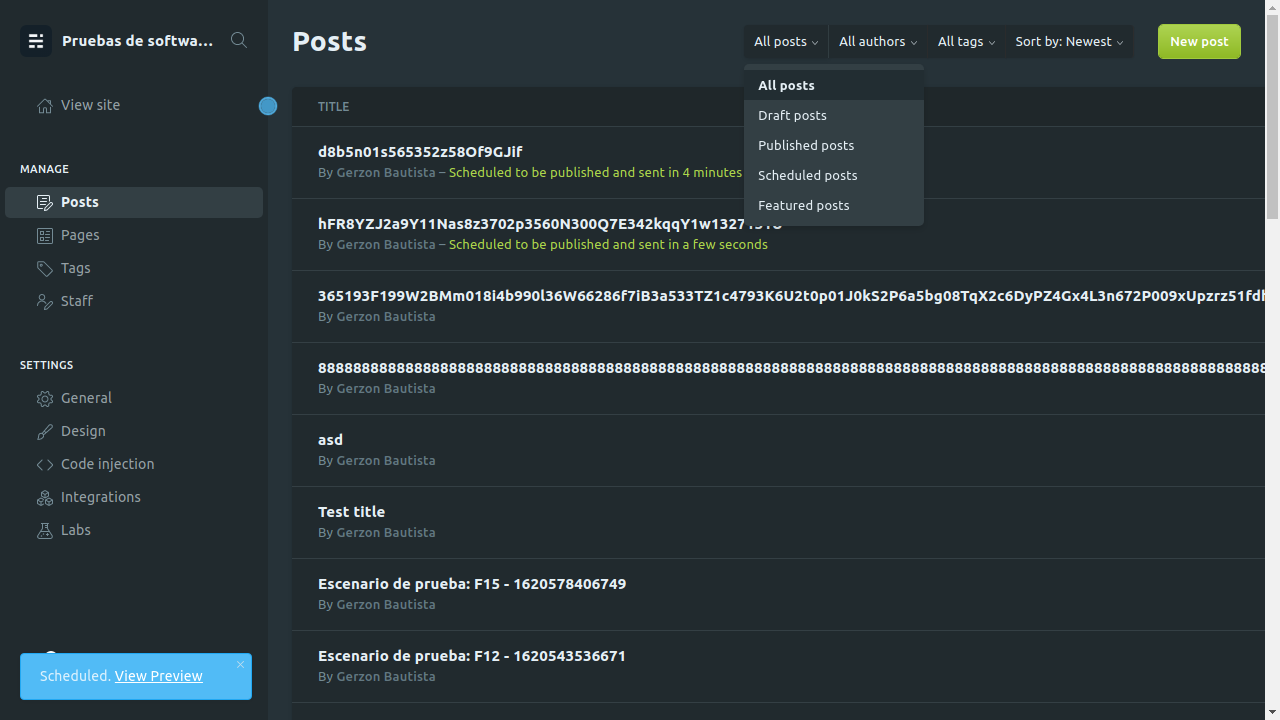 Pruebas de softwa...
View site
MANAGE
Posts
Pages
Tags
Staff
SETTINGS
General
Design
Code injection
Integrations
Labs
Scheduled. View Preview
Posts
All posts
All authors
All tags
Sort by: Newest
New post
All posts
Draft posts
Published posts
Scheduled posts
Featured posts
TITLE
d8b5n01s565352z58Of9GJif
By Gerzon Bautista – Scheduled to be published and sent in 4 minutes
By Gerzon Bautista – Scheduled to be published and sent in a few seconds
By Gerzon Bautista
By Gerzon Bautista
asd
By Gerzon Bautista
Test title
By Gerzon Bautista
Escenario de prueba: F15 - 1620578406749
By Gerzon Bautista
Escenario de prueba: F12 - 1620543536671
By Gerzon Bautista